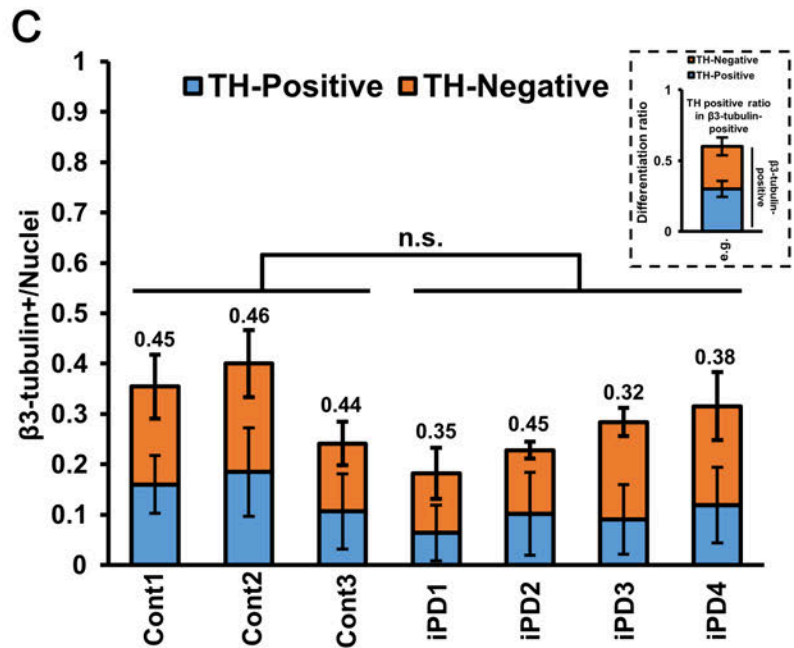 C
β3-tubulin+/Nuclei
1
0.9
0.8
0.7
0.6
0.5
0.4
0.3
0.2
0.1
0
TH-Positive TH-Negative
n.s.
0.45
0.46
0.44
0.35
0.45
0.32
0.38
Cont1
Cont2
Cont3
iPD1
iPD2
iPD3
iPD4
TH-Negative
TH-Positive
Differentiation ratio
1
0.5
0
TH positive ratio
in β3-tubulin-
positive
β3-tubulin-
positive
e.g.